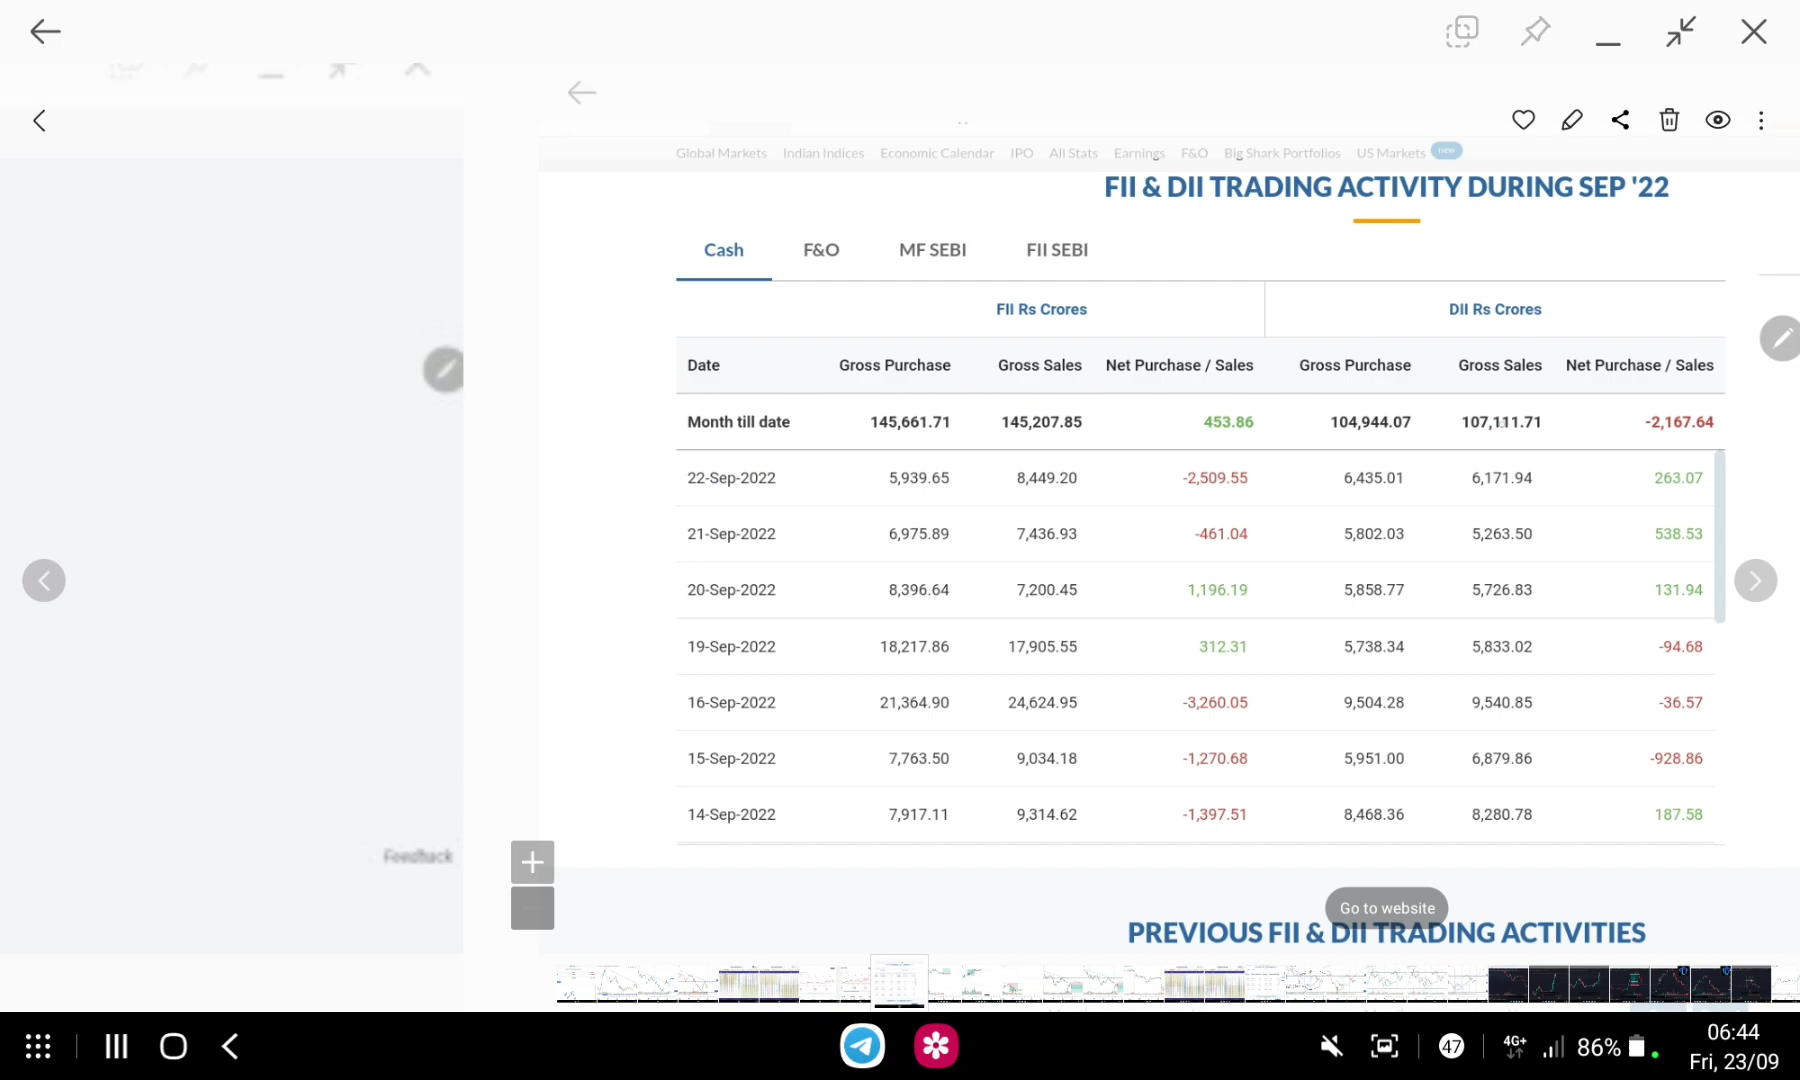 Global Markets Indian Indices Economic Calendar IPO All Stats Earnings F&O Big Shark Portfolios US Markets new
FII & DII TRADING ACTIVITY DURING SEP '22
Cash F&O MF SEBI FII SEBI
FII Rs Crores DII Rs Crores
Date Gross Purchase Gross Sales Net Purchase / Sales Gross Purchase Gross Sales Net Purchase / Sales
Month till date 145,661.71 145,207.85 453.86 104,944.07 107,111.71 -2,167.64
22-Sep-2022 5,939.65 8,449.20 -2,509.55 6,435.01 6,171.94 263.07
21-Sep-2022 6,975.89 7,436.93 -461.04 5,802.03 5,263.50 538.53
20-Sep-2022 8,396.64 7,200.45 1,196.19 5,858.77 5,726.83 131.94
19-Sep-2022 18,217.86 17,905.55 312.31 5,738.34 5,833.02 -94.68
16-Sep-2022 21,364.90 24,624.95 -3,260.05 9,504.28 9,540.85 -36.57
15-Sep-2022 7,763.50 9,034.18 -1,270.68 5,951.00 6,879.86 -928.86
14-Sep-2022 7,917.11 9,314.62 -1,397.51 8,468.36 8,280.78 187.58
Feedback
Go to website
PREVIOUS FII & DII TRADING ACTIVITIES
47 4G+ 86% 06:44
Fri, 23/09